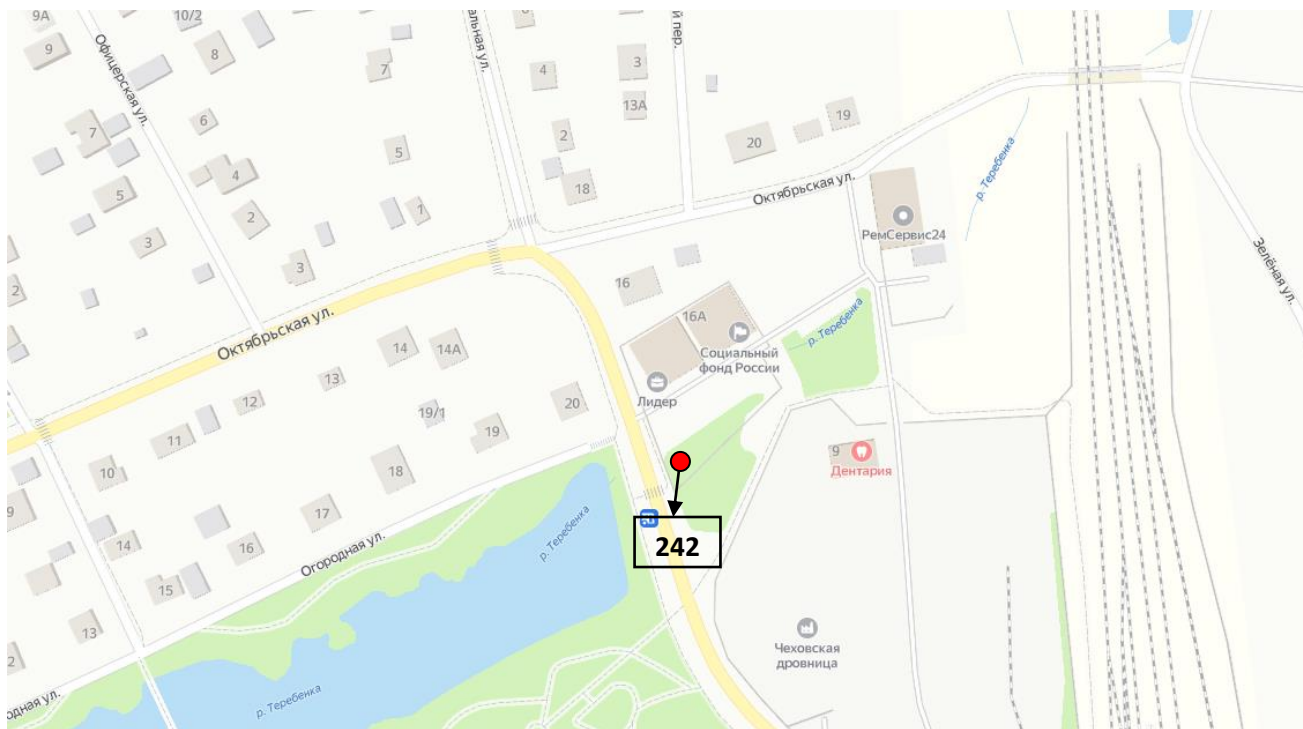 9А
10/2
9
8
Офицерская ул.
7
7
6
5
4
5
2
1
3
3
2
альная ул.
й пер.
4
3
13А
2
18
20
19
Октябрьская ул.
РемСервис24
р. Теребенка
Зелёная ул.
16
16А
Социальный
фонд России
Лидер
р. Теребенка
Октябрьская ул.
14
14А
13
12
11
10
19/1
19
20
18
17
16
15
14
13
9
2
9
Дентария
242
р. Теребенка
Огородная ул.
Чеховская
дровница
р. Теребенка
одная ул.